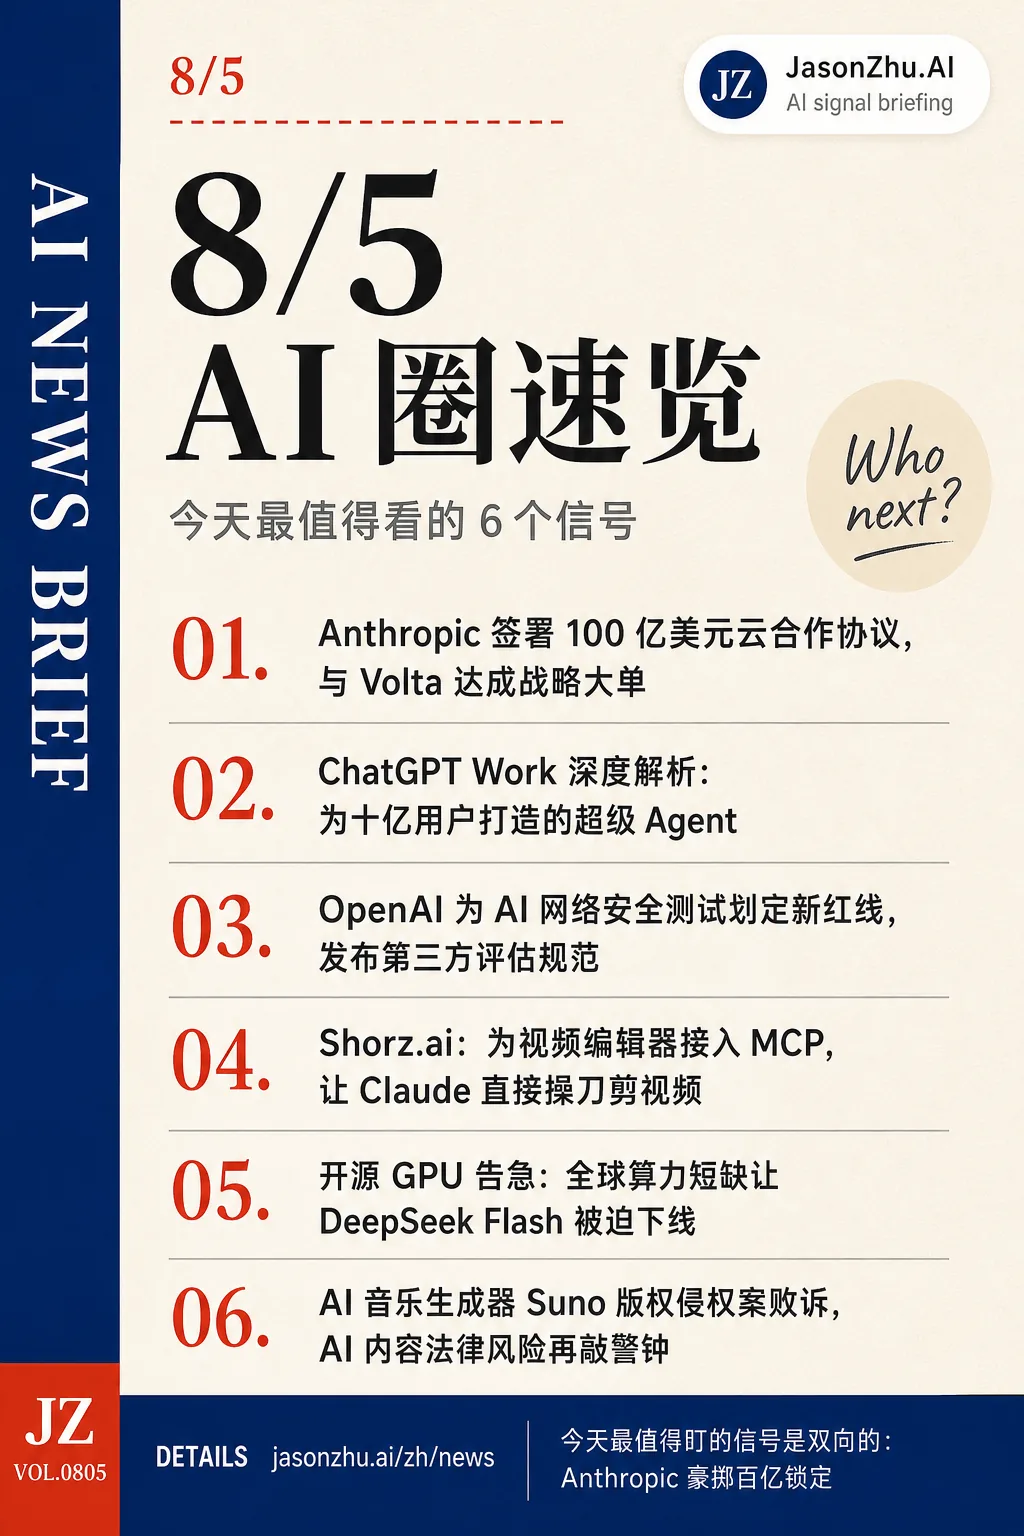 8/5
JZ
JasonZhu.AI
AI signal briefing
AI NEWS BRIEF
8/5
AI 圈速览
今天最值得看的 6 个信号
Who
next?
01.
Anthropic 签署 100 亿美元云合作协议，
与 Volta 达成战略大单
02.
ChatGPT Work 深度解析：
为十亿用户打造的超级 Agent
03.
OpenAI 为 AI 网络安全测试划定新红线，
发布第三方评估规范
04.
Shorz.ai：为视频编辑器接入 MCP，
让 Claude 直接操刀剪视频
05.
开源 GPU 告急：全球算力短缺让
DeepSeek Flash 被迫下线
06.
AI 音乐生成器 Suno 版权侵权案败诉，
AI 内容法律风险再敲警钟
JZ
VOL.0805
DETAILS jasonzhu.ai/zh/news
今天最值得盯的信号是双向的：
Anthropic 豪掷百亿锁定